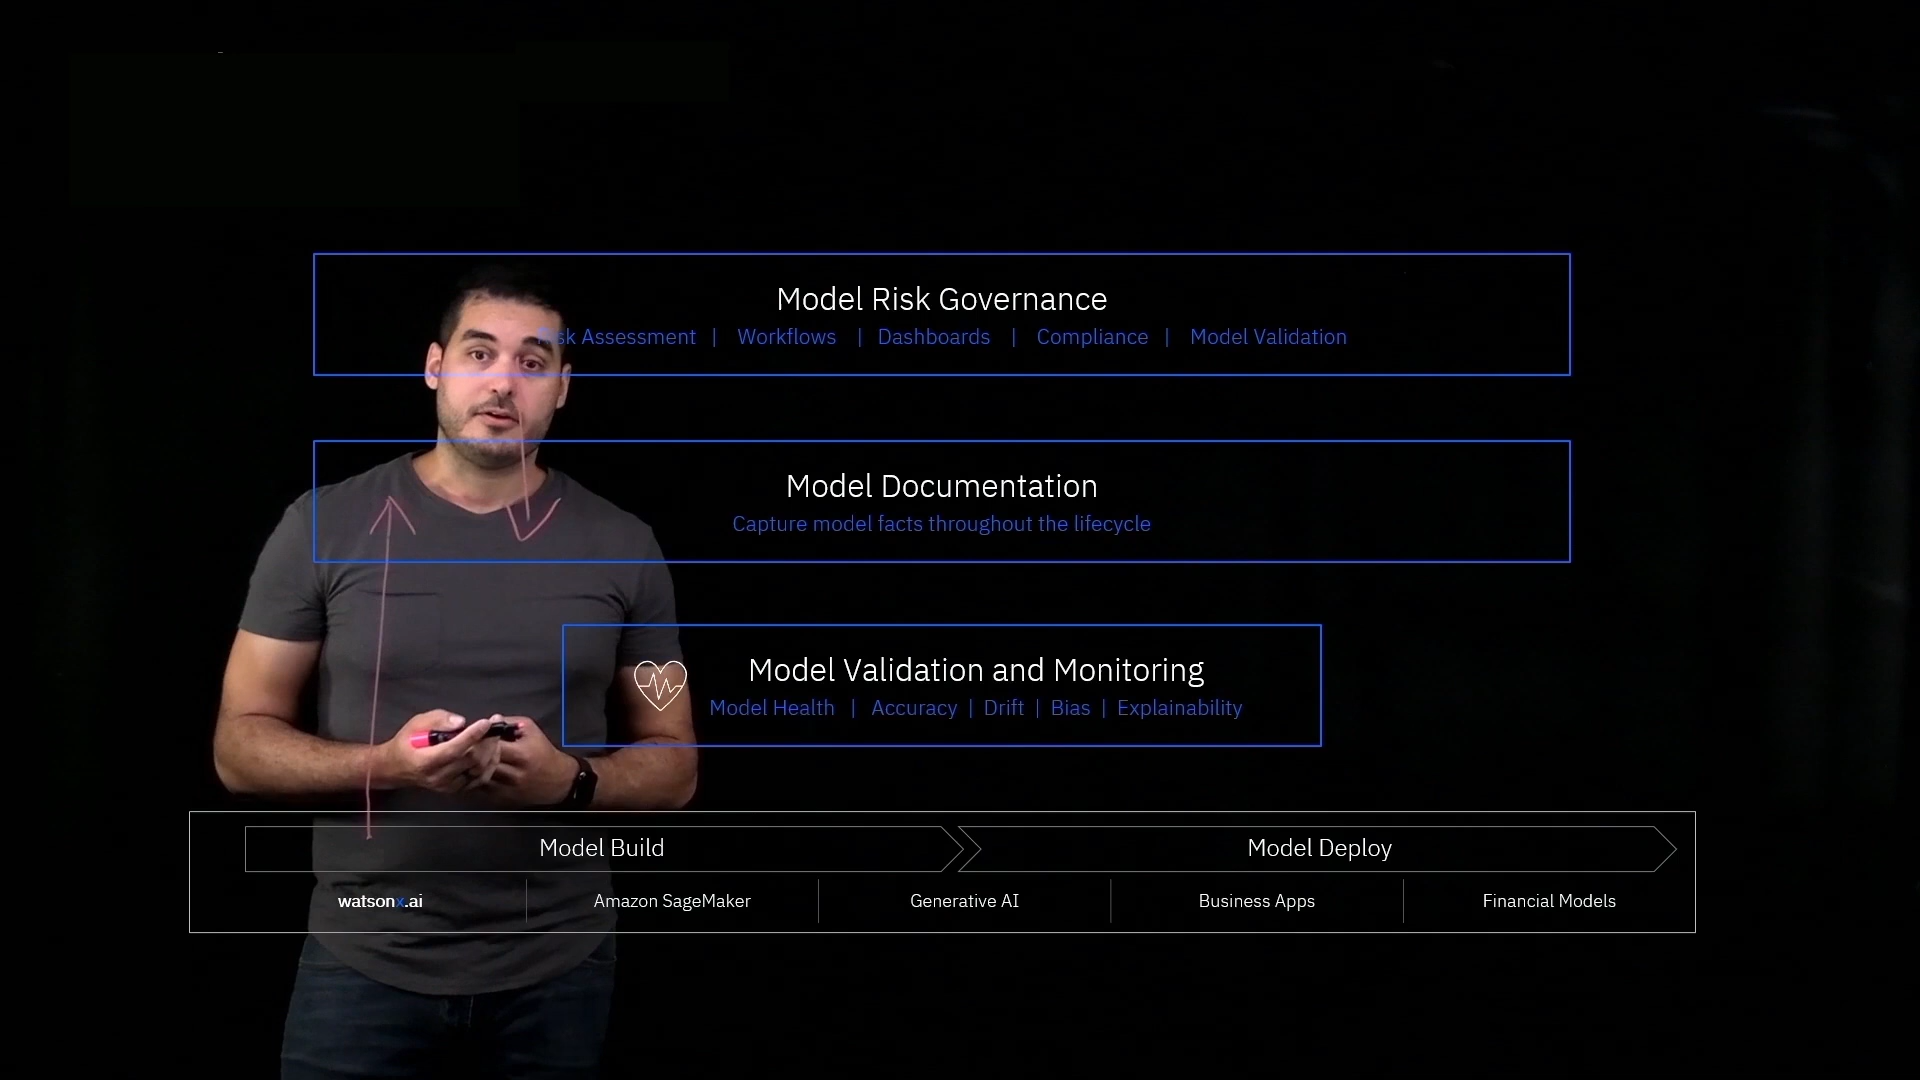 Model Risk Governance
Risk Assessment | Workflows | Dashboards | Compliance | Model Validation
Model Documentation
Capture model facts throughout the lifecycle
Model Validation and Monitoring
Model Health | Accuracy | Drift | Bias | Explainability
Model Build
Model Deploy
watsonx.ai
Amazon SageMaker
Generative AI
Business Apps
Financial Models